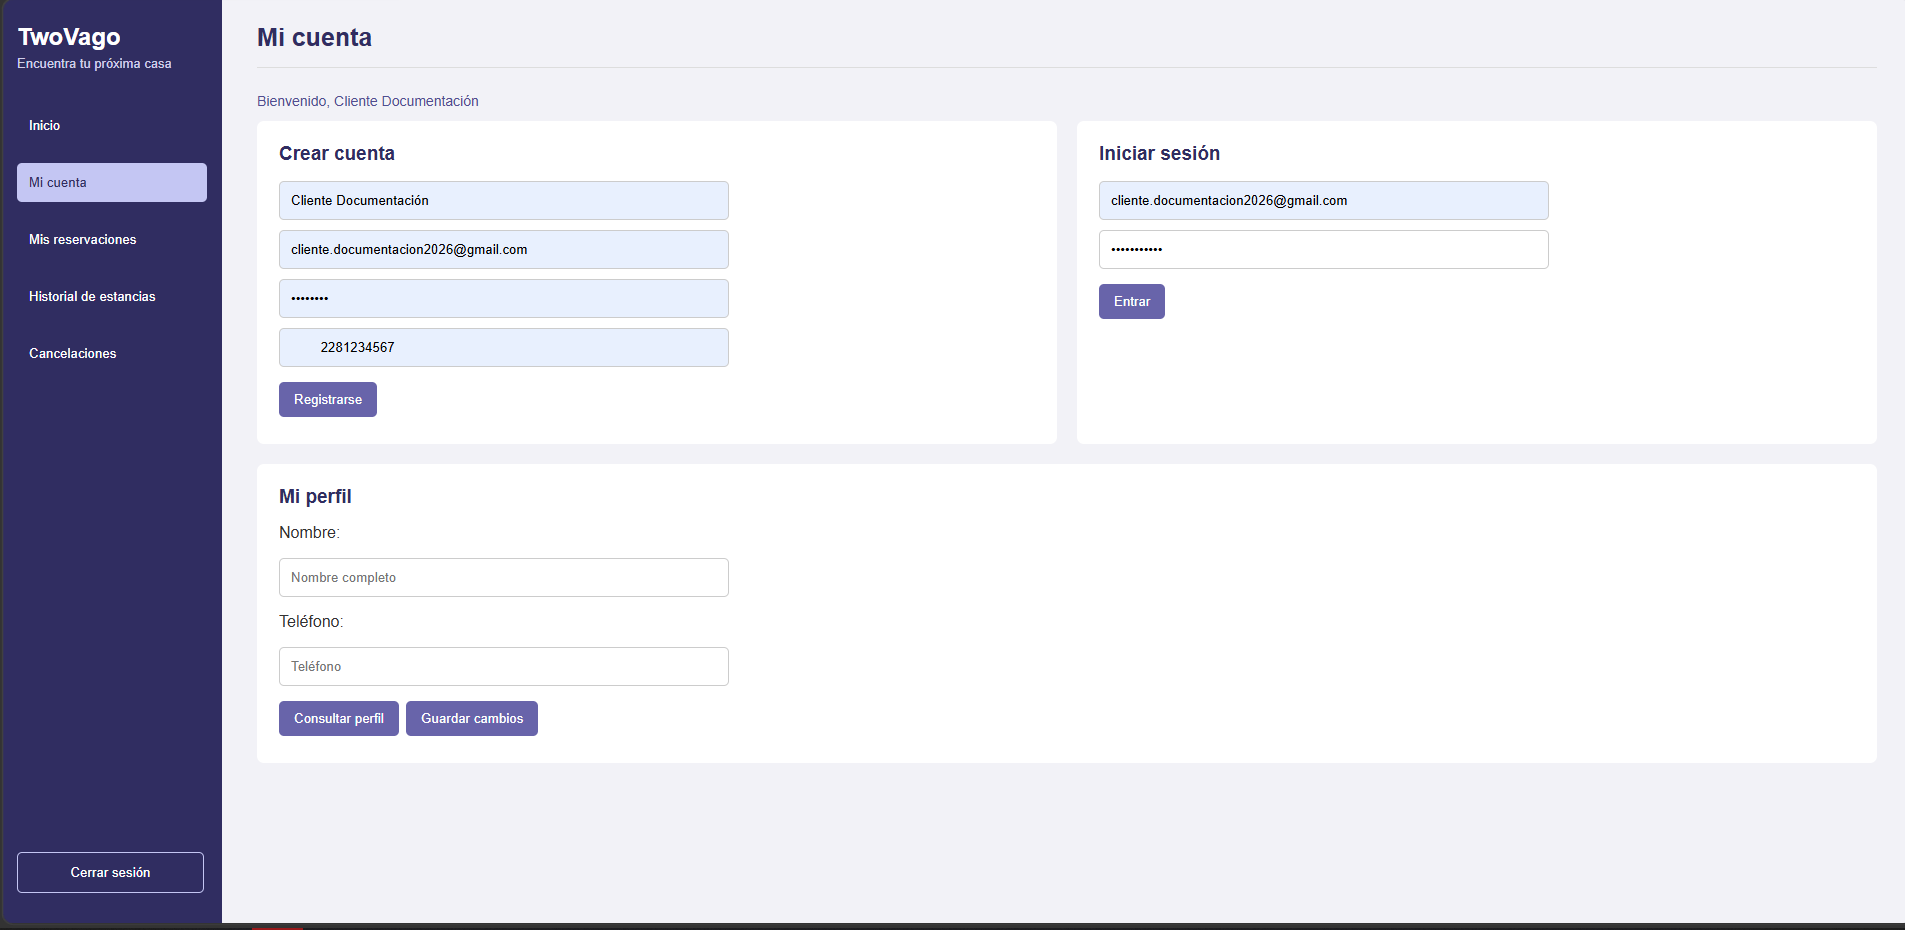 TwoVago
Encuentra tu próxima casa
Inicio
Mi cuenta
Mis reservaciones
Historial de estancias
Cancelaciones
Cerrar sesión
Mi cuenta
Bienvenido, Cliente Documentación
Crear cuenta
Cliente Documentación
cliente.documentacion2026@gmail.com
••••••••
2281234567
Registrarse
Iniciar sesión
cliente.documentacion2026@gmail.com
•••••••••••
Entrar
Mi perfil
Nombre:
Nombre completo
Teléfono:
Teléfono
Consultar perfil
Guardar cambios